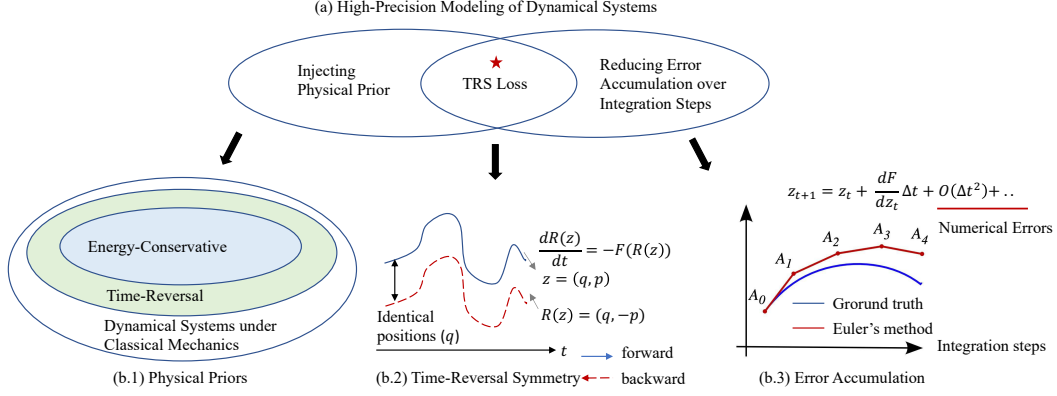 (a) High-Precision Modeling of Dynamical Systems
Injecting
Physical Prior
TRS Loss
Reducing Error
Accumulation over
Integration Steps
Energy-Conservative
Time-Reversal
Dynamical Systems under
Classical Mechanics
(b.1) Physical Priors
dR(z)/dt = −F(R(z))
z = (q, p)
R(z) = (q, −p)
Identical
positions (q)
t
forward
backward
(b.2) Time-Reversal Symmetry
z_{t+1} = z_t + dF/dz_t Δt + O(Δt²)+ ..
Numerical Errors
A_0
A_1
A_2
A_3
A_4
Grorund truth
Euler's method
Integration steps
(b.3) Error Accumulation